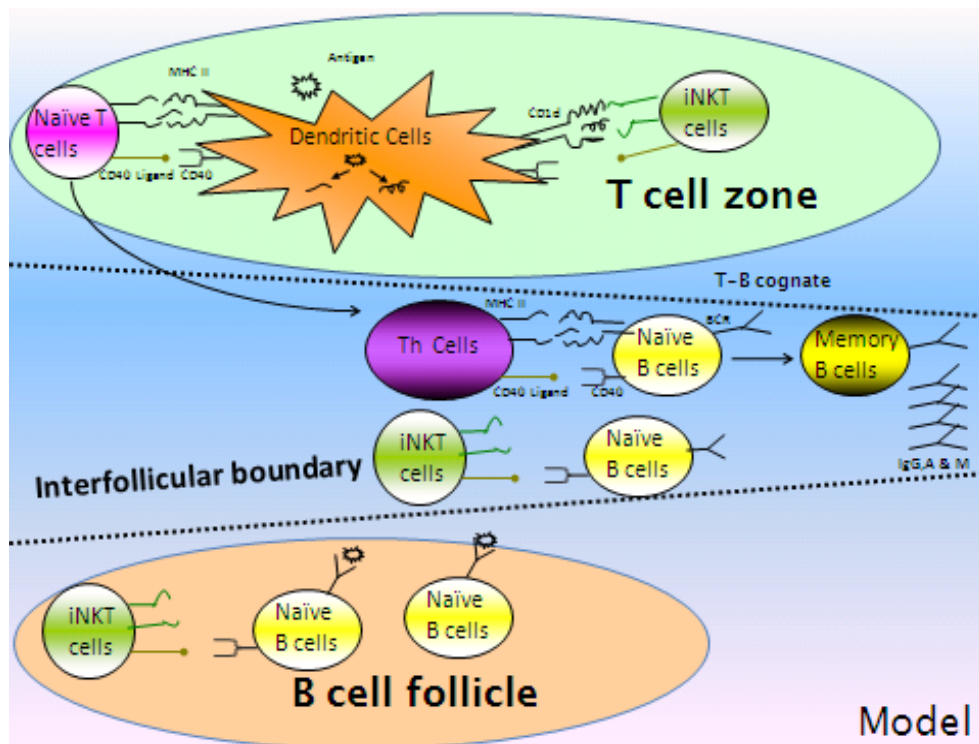 Antigen
MHC II
Naïve T
cells
Dendritic Cells
CD1d
iNKT
cells
CD40 Ligand CD40
T cell zone
T-B cognate
MHC II
BCR
Th Cells
Naïve
B cells
Memory
B cells
CD40 Ligand
CD40
iNKT
cells
Naïve
B cells
Interfollicular boundary
IgG,A & M
iNKT
cells
Naïve
B cells
Naïve
B cells
B cell follicle
Model